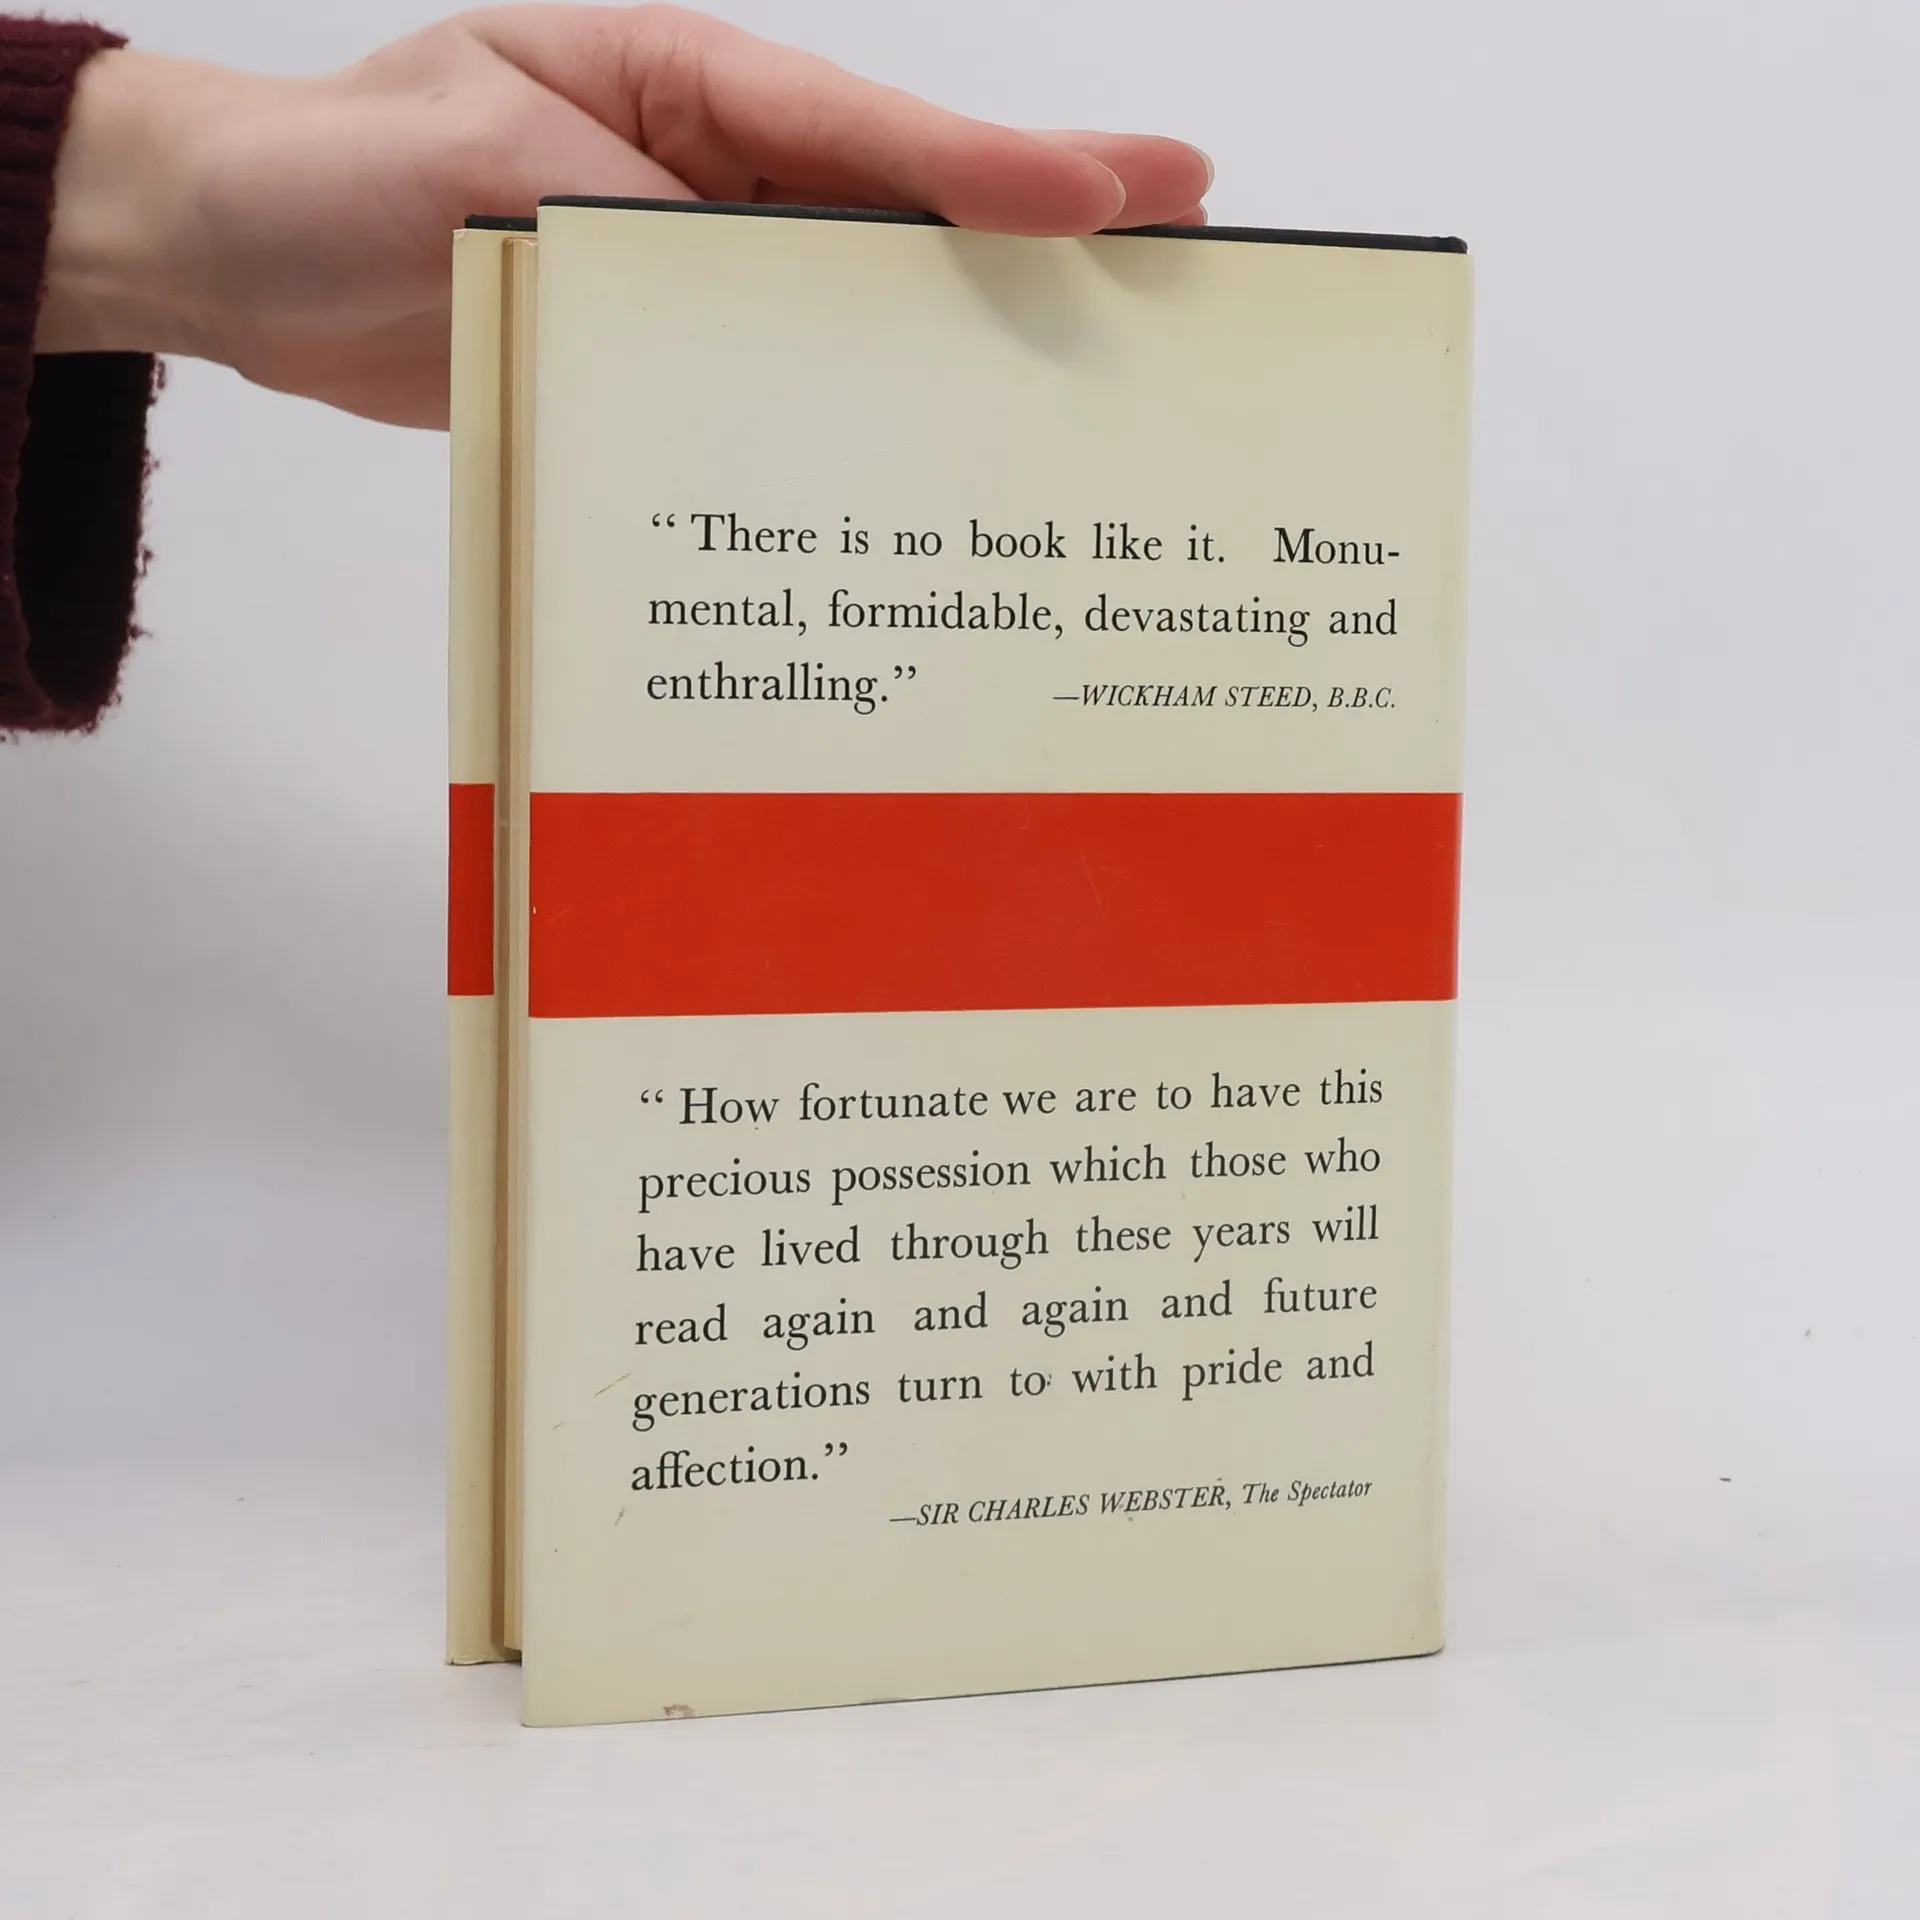 “ There is no book like it. Monu-
mental, formidable, devastating and
enthralling.” —WICKHAM STEED, B.B.C.
“ How fortunate we are to have this
precious possession which those who
have lived through these years will
read again and again and future
generations turn to with pride and
affection.”
—SIR CHARLES WEBSTER, The Spectator